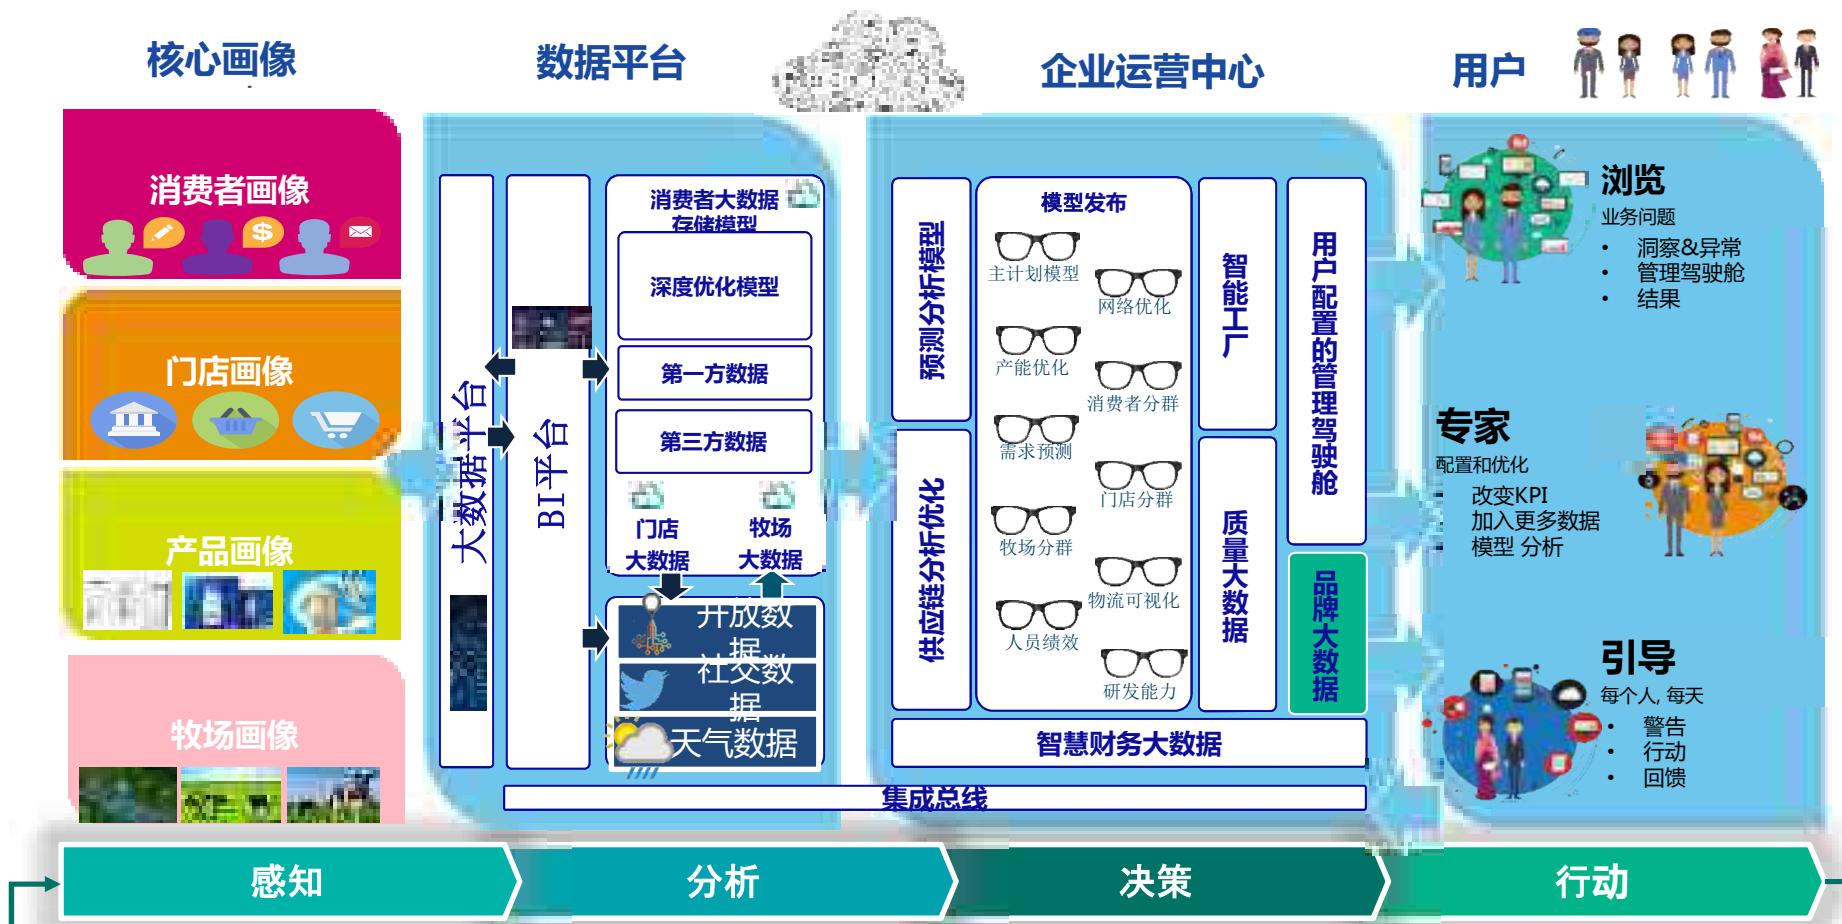 核心画像
数据平台
企业运营中心
用户
消费者画像
门店画像
产品画像
牧场画像
大数据平台
BI平台
消费者大数据
存储模型
深度优化模型
第一方数据
第三方数据
门店
大数据
牧场
大数据
开放数
据
社交数
据
天气数据
预测分析模型
供应链分析优化
模型发布
主计划模型
网络优化
产能优化
消费者分群
需求预测
门店分群
牧场分群
物流可视化
人员绩效
研发能力
智能工厂
质量大数据
用户配置的管理驾驶舱
品牌大数据
智慧财务大数据
集成总线
浏览
业务问题
• 洞察&异常
• 管理驾驶舱
• 结果
专家
配置和优化
改变KPI
加入更多数据
模型 分析
引导
每个人, 每天
• 警告
• 行动
• 回馈
感知
分析
决策
行动